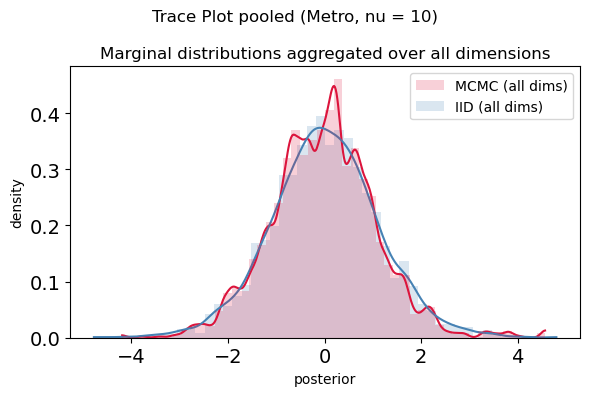 Trace Plot pooled (Metro, nu = 10)
Marginal distributions aggregated over all dimensions
MCMC (all dims)
IID (all dims)
density
0.4
0.3
0.2
0.1
0.0
−4
−2
0
2
4
posterior